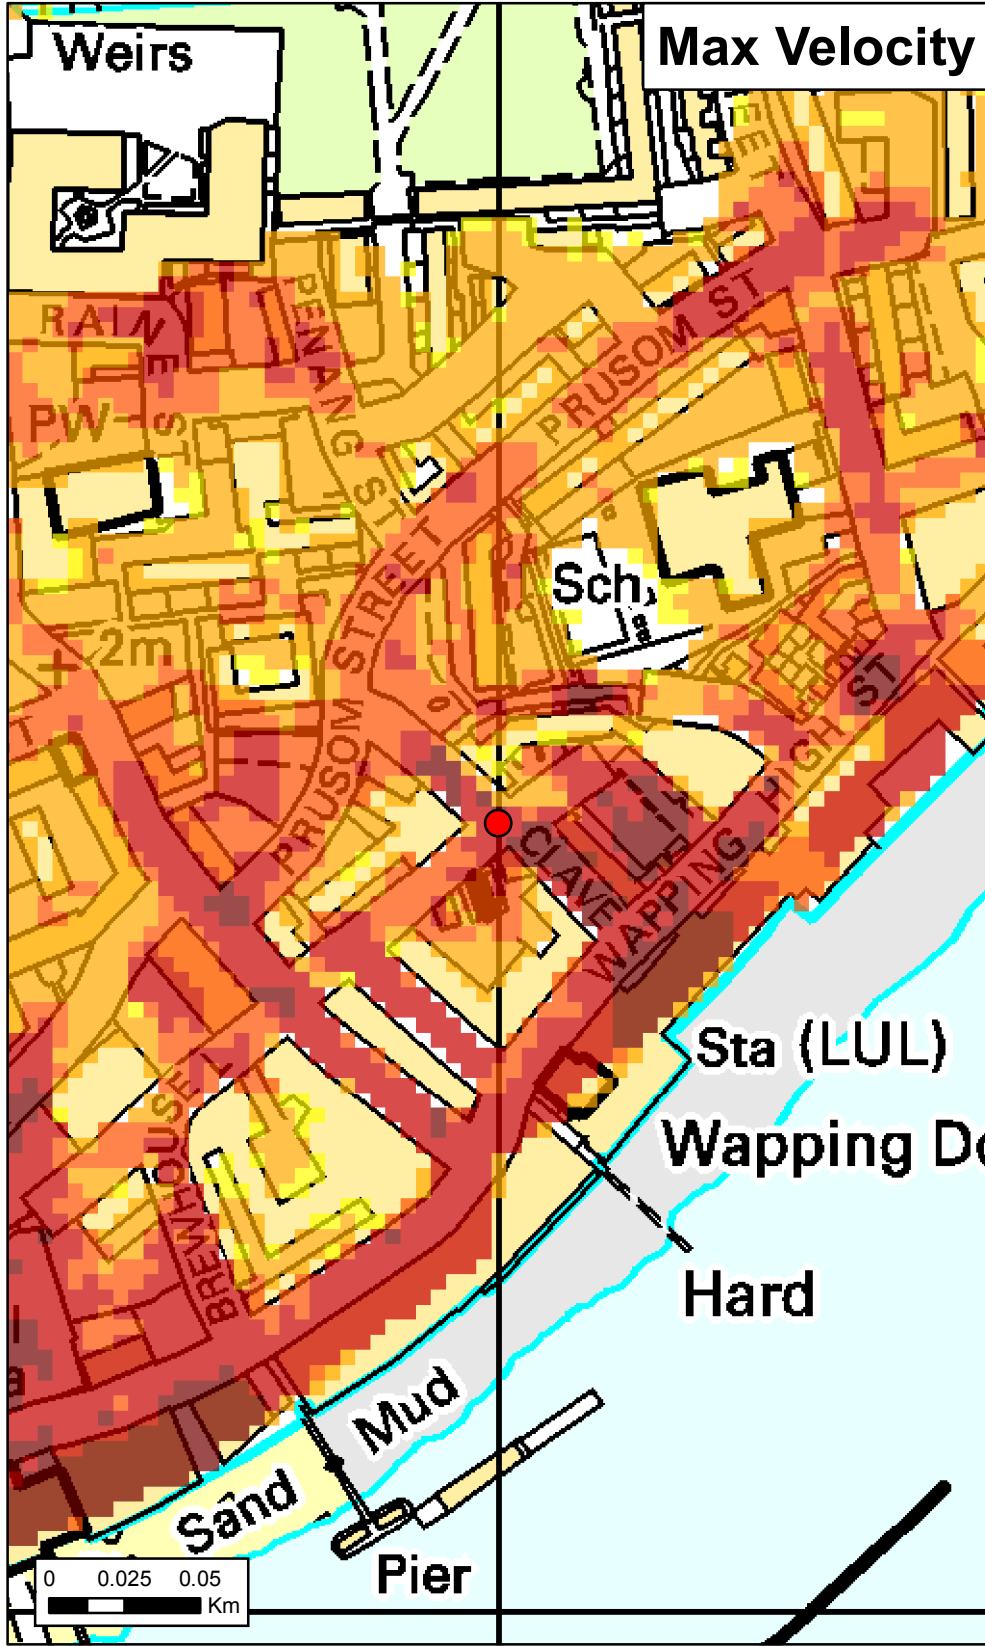 Weirs
Max Velocity
EET
RAINE ST
PENANG ST
PRUSOM ST
PW
PRUSOM STREET
Sch
2m
HIGH ST
CLAVE
WAPPING
Sta (LUL)
Wapping Do
BREWHOUSE L
Hard
l
a
Mud
Sand
Pier
0 0.025 0.05
Km